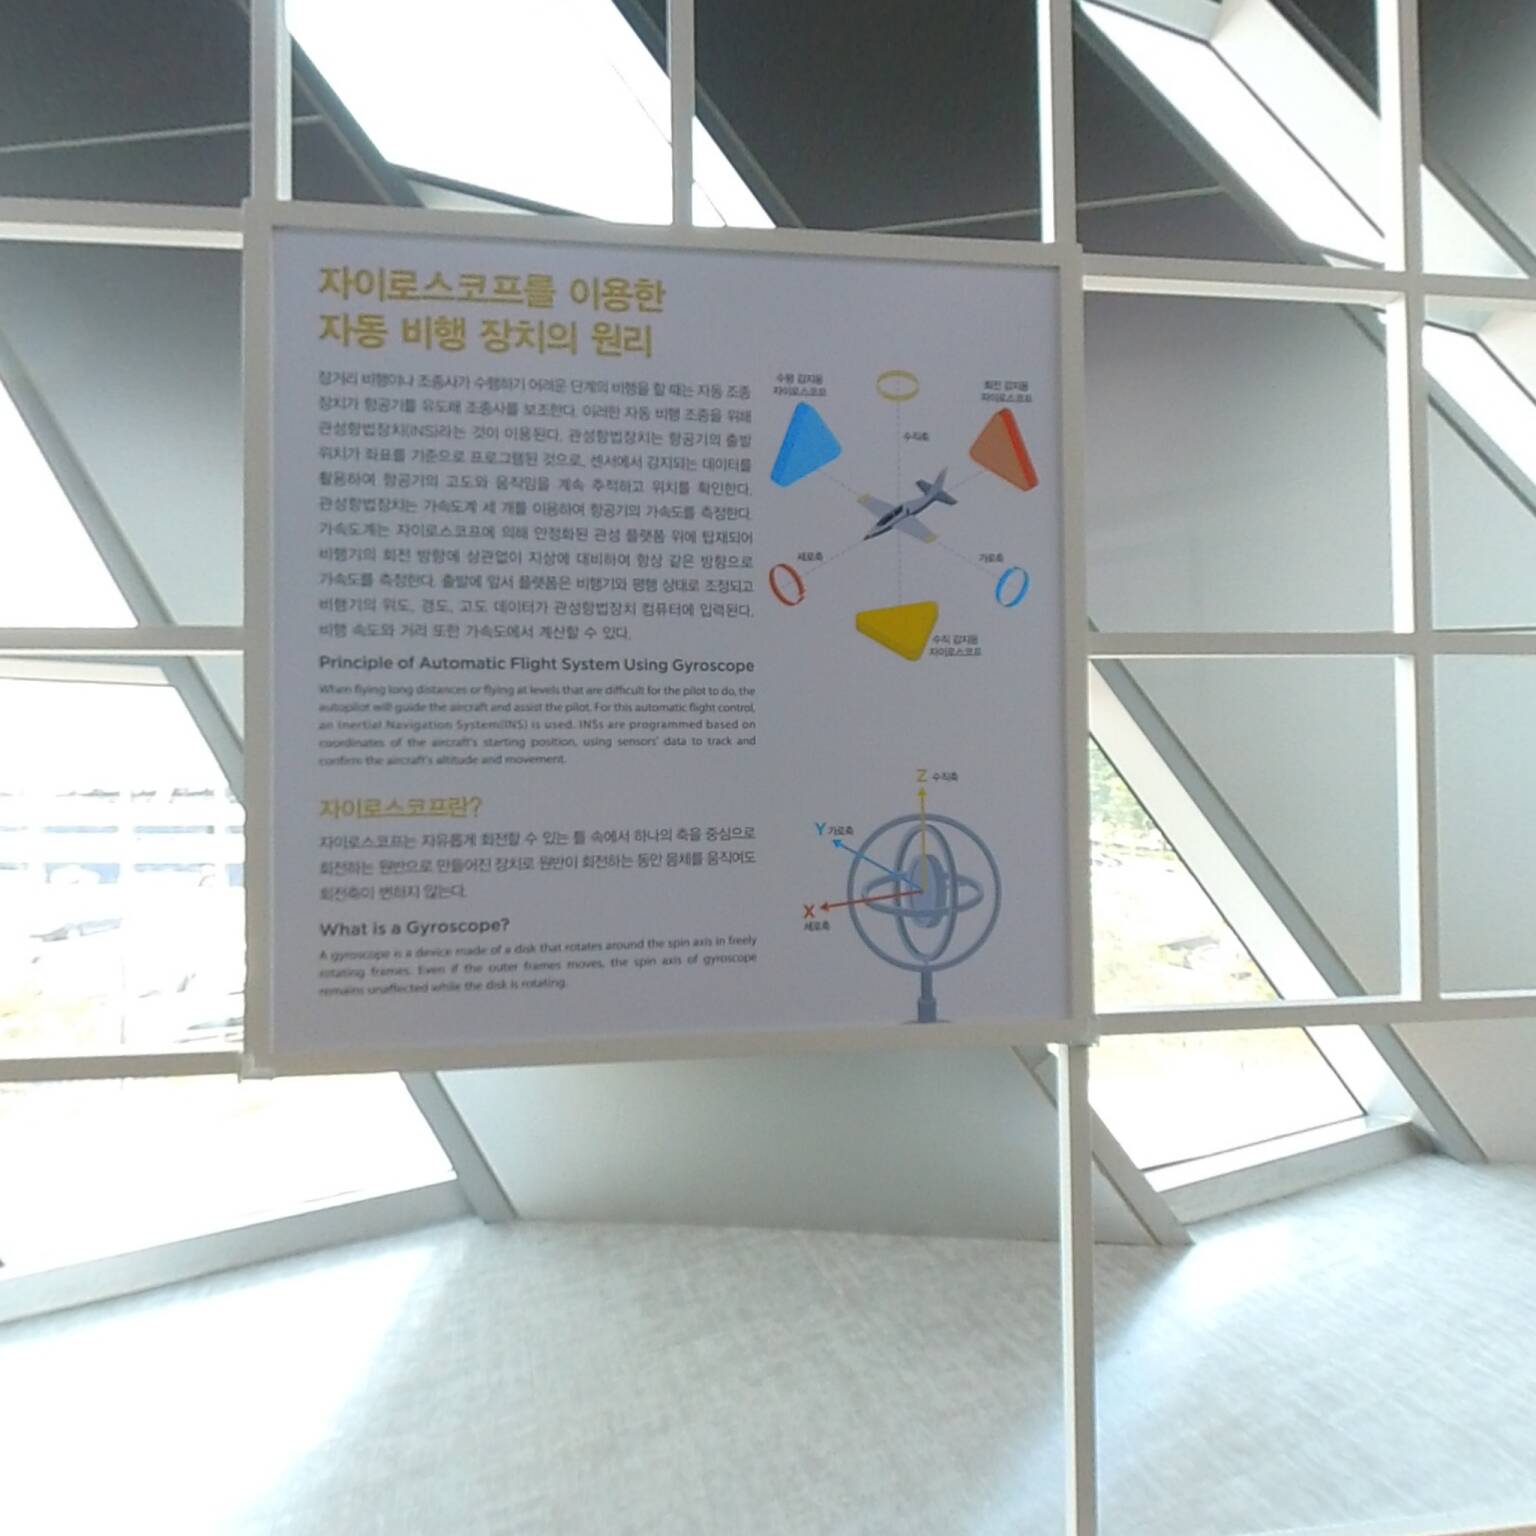 자이로스코프를 이용한
자동 비행 장치의 원리
장거리 비행이나 조종사가 수행하기 어려운 단계의 비행을 할 때는 자동 조종
장치가 항공기를 유도해 조종사를 보조한다. 이러한 자동 비행 조종을 위해
관성항법장치(INS)라는 것이 이용된다. 관성항법장치는 항공기의 출발
위치가 좌표를 기준으로 프로그램된 것으로, 센서에서 감지되는 데이터를
활용하여 항공기의 고도와 움직임을 계속 추적하고 위치를 확인한다.
관성항법장치는 가속도계 세 개를 이용하여 항공기의 가속도를 측정한다.
가속도계는 자이로스코프에 의해 안정화된 관성 플랫폼 위에 탑재되어
비행기의 회전 방향에 상관없이 지상에 대비하여 항상 같은 방향으로
가속도를 측정한다. 출발에 앞서 플랫폼은 비행기와 평행 상태로 조정되고
비행기의 위도, 경도, 고도 데이터가 관성항법장치 컴퓨터에 입력된다.
비행 속도와 거리 또한 가속도에서 계산할 수 있다.
Principle of Automatic Flight System Using Gyroscope
When flying long distances or flying at levels that are difficult for the pilot to do, the
autopilot will guide the aircraft and assist the pilot. For this automatic flight control,
an Inertial Navigation System(INS) is used. INSs are programmed based on
coordinates of the aircraft's starting position, using sensors' data to track and
confirm the aircraft's altitude and movement.
자이로스코프란?
자이로스코프는 자유롭게 회전할 수 있는 틀 속에서 하나의 축을 중심으로
회전하는 원반으로 만들어진 장치로 원반이 회전하는 동안 몸체를 움직여도
회전축이 변하지 않는다.
What is a Gyroscope?
A gyroscope is a device made of a disk that rotates around the spin axis in freely
rotating frames. Even if the outer frames moves, the spin axis of gyroscope
remains unaffected while the disk is rotating.
수평 감지용
자이로스코프
회전 감지용
자이로스코프
수직축
세로축
가로축
수직 감지용
자이로스코프
Z 수직축
Y 가로축
X
세로축